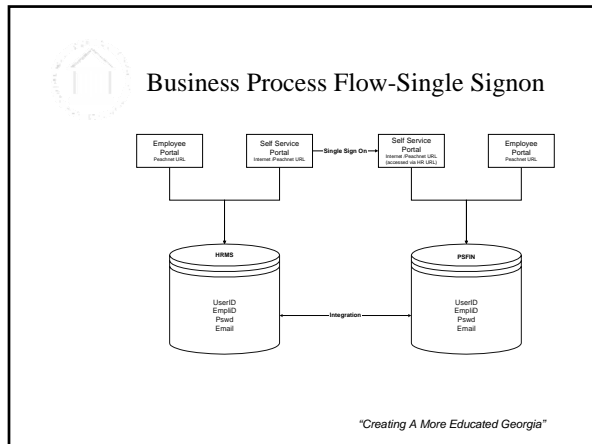 Business Process Flow-Single Signon
Employee
Portal
Peachnet URL
Self Service
Portal
Internet /Peachnet URL
Single Sign On
Self Service
Portal
Internet /Peachnet URL
(accessed via HR URL)
Employee
Portal
Peachnet URL
HRMS
UserID
EmplID
Pswd
Email
Integration
PSFIN
UserID
EmplID
Pswd
Email
"Creating A More Educated Georgia"